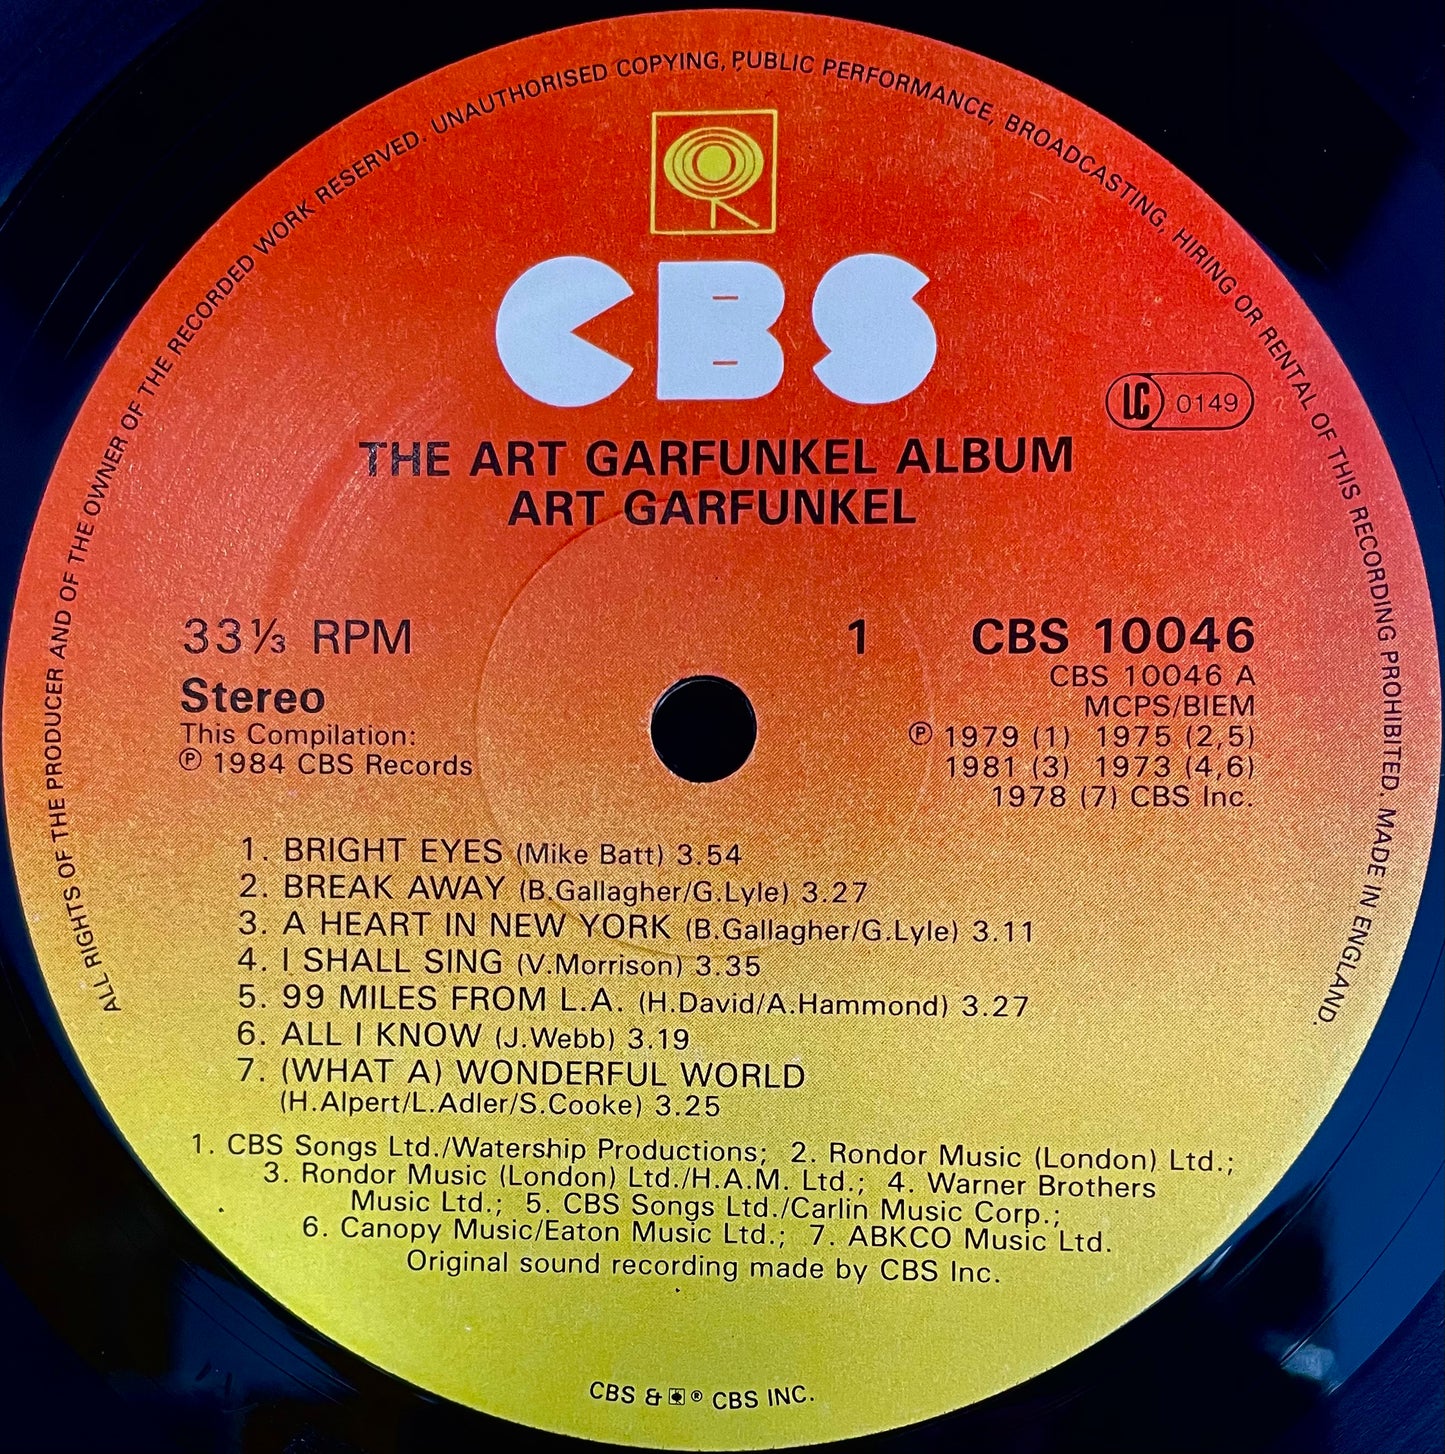 ALL RIGHTS OF THE PRODUCER AND OF THE OWNER OF THE RECORDED WORK RESERVED. UNAUTHORISED COPYING, PUBLIC PERFORMANCE, BROADCASTING, HIRING OR RENTAL OF THIS RECORDING PROHIBITED. MADE IN ENGLAND.
CBS
LC 0149
THE ART GARFUNKEL ALBUM
ART GARFUNKEL
33⅓ RPM
Stereo
This Compilation:
℗ 1984 CBS Records
1 CBS 10046
CBS 10046 A
MCPS/BIEM
℗ 1979 (1) 1975 (2,5)
1981 (3) 1973 (4,6)
1978 (7) CBS Inc.
1. BRIGHT EYES (Mike Batt) 3.54
2. BREAK AWAY (B.Gallagher/G.Lyle) 3.27
3. A HEART IN NEW YORK (B.Gallagher/G.Lyle) 3.11
4. I SHALL SING (V.Morrison) 3.35
5. 99 MILES FROM L.A. (H.David/A.Hammond) 3.27
6. ALL I KNOW (J.Webb) 3.19
7. (WHAT A) WONDERFUL WORLD
(H.Alpert/L.Adler/S.Cooke) 3.25
1. CBS Songs Ltd./Watership Productions; 2. Rondor Music (London) Ltd.;
3. Rondor Music (London) Ltd./H.A.M. Ltd.; 4. Warner Brothers
Music Ltd.; 5. CBS Songs Ltd./Carlin Music Corp.;
6. Canopy Music/Eaton Music Ltd.; 7. ABKCO Music Ltd.
Original sound recording made by CBS Inc.
CBS & ® CBS INC.